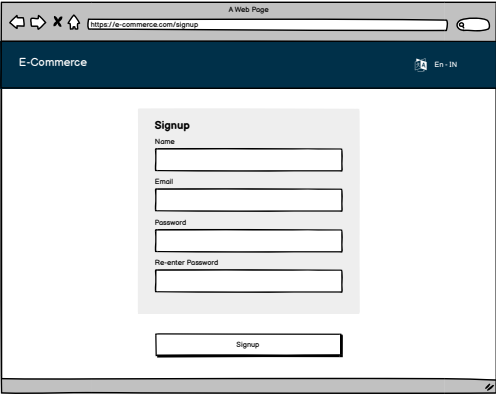 A Web Page
https://e-commerce.com/signup
E-Commerce
En - IN
Signup
Name
Email
Password
Re-enter Password
Signup